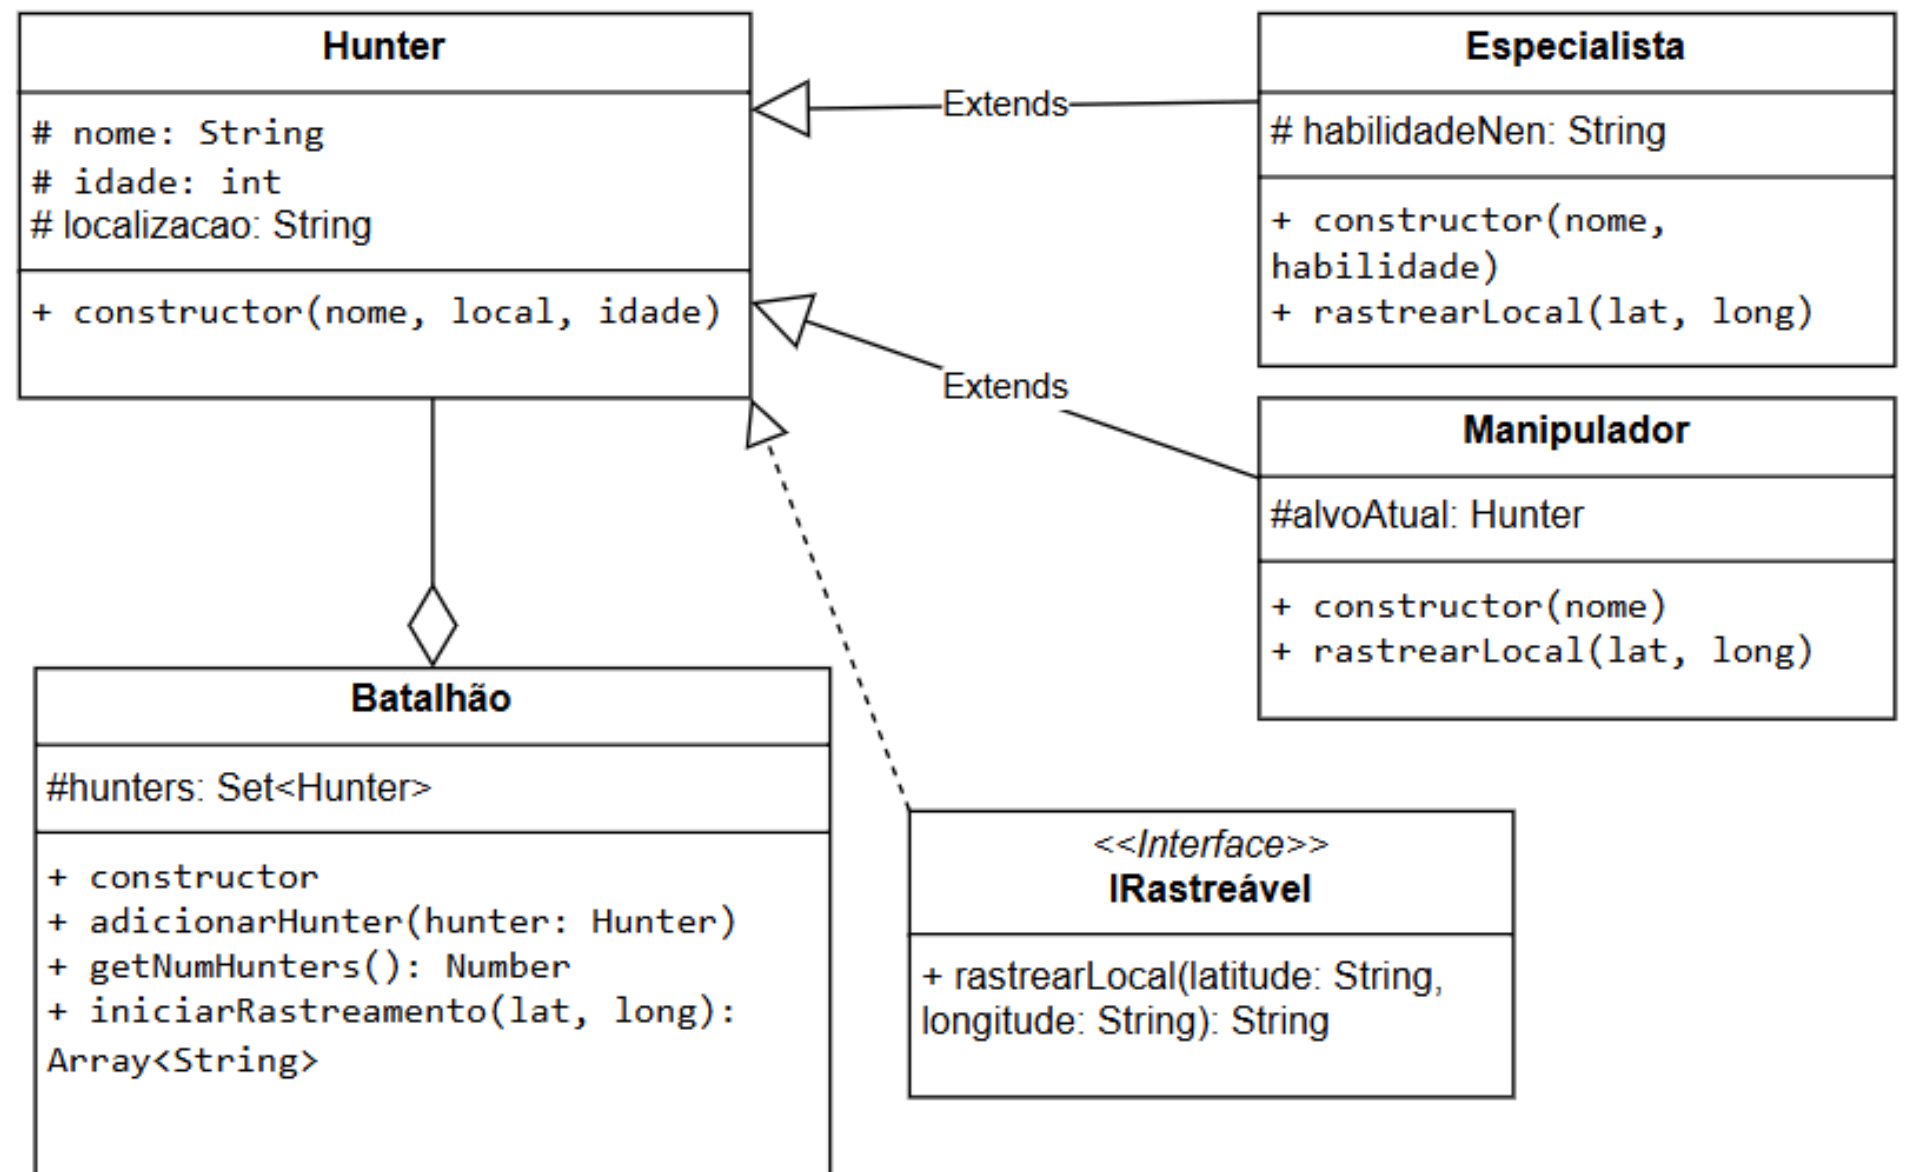 Hunter
# nome: String
# idade: int
# localizacao: String
+ constructor(nome, local, idade)
Extends
Especialista
# habilidadeNen: String
+ constructor(nome,
habilidade)
+ rastrearLocal(lat, long)
Extends
Manipulador
#alvoAtual: Hunter
+ constructor(nome)
+ rastrearLocal(lat, long)
Batalhão
#hunters: Set<Hunter>
+ constructor
+ adicionarHunter(hunter: Hunter)
+ getNumHunters(): Number
+ iniciarRastreamento(lat, long):
Array<String>
<<Interface>>
IRastreável
+ rastrearLocal(latitude: String,
longitude: String): String